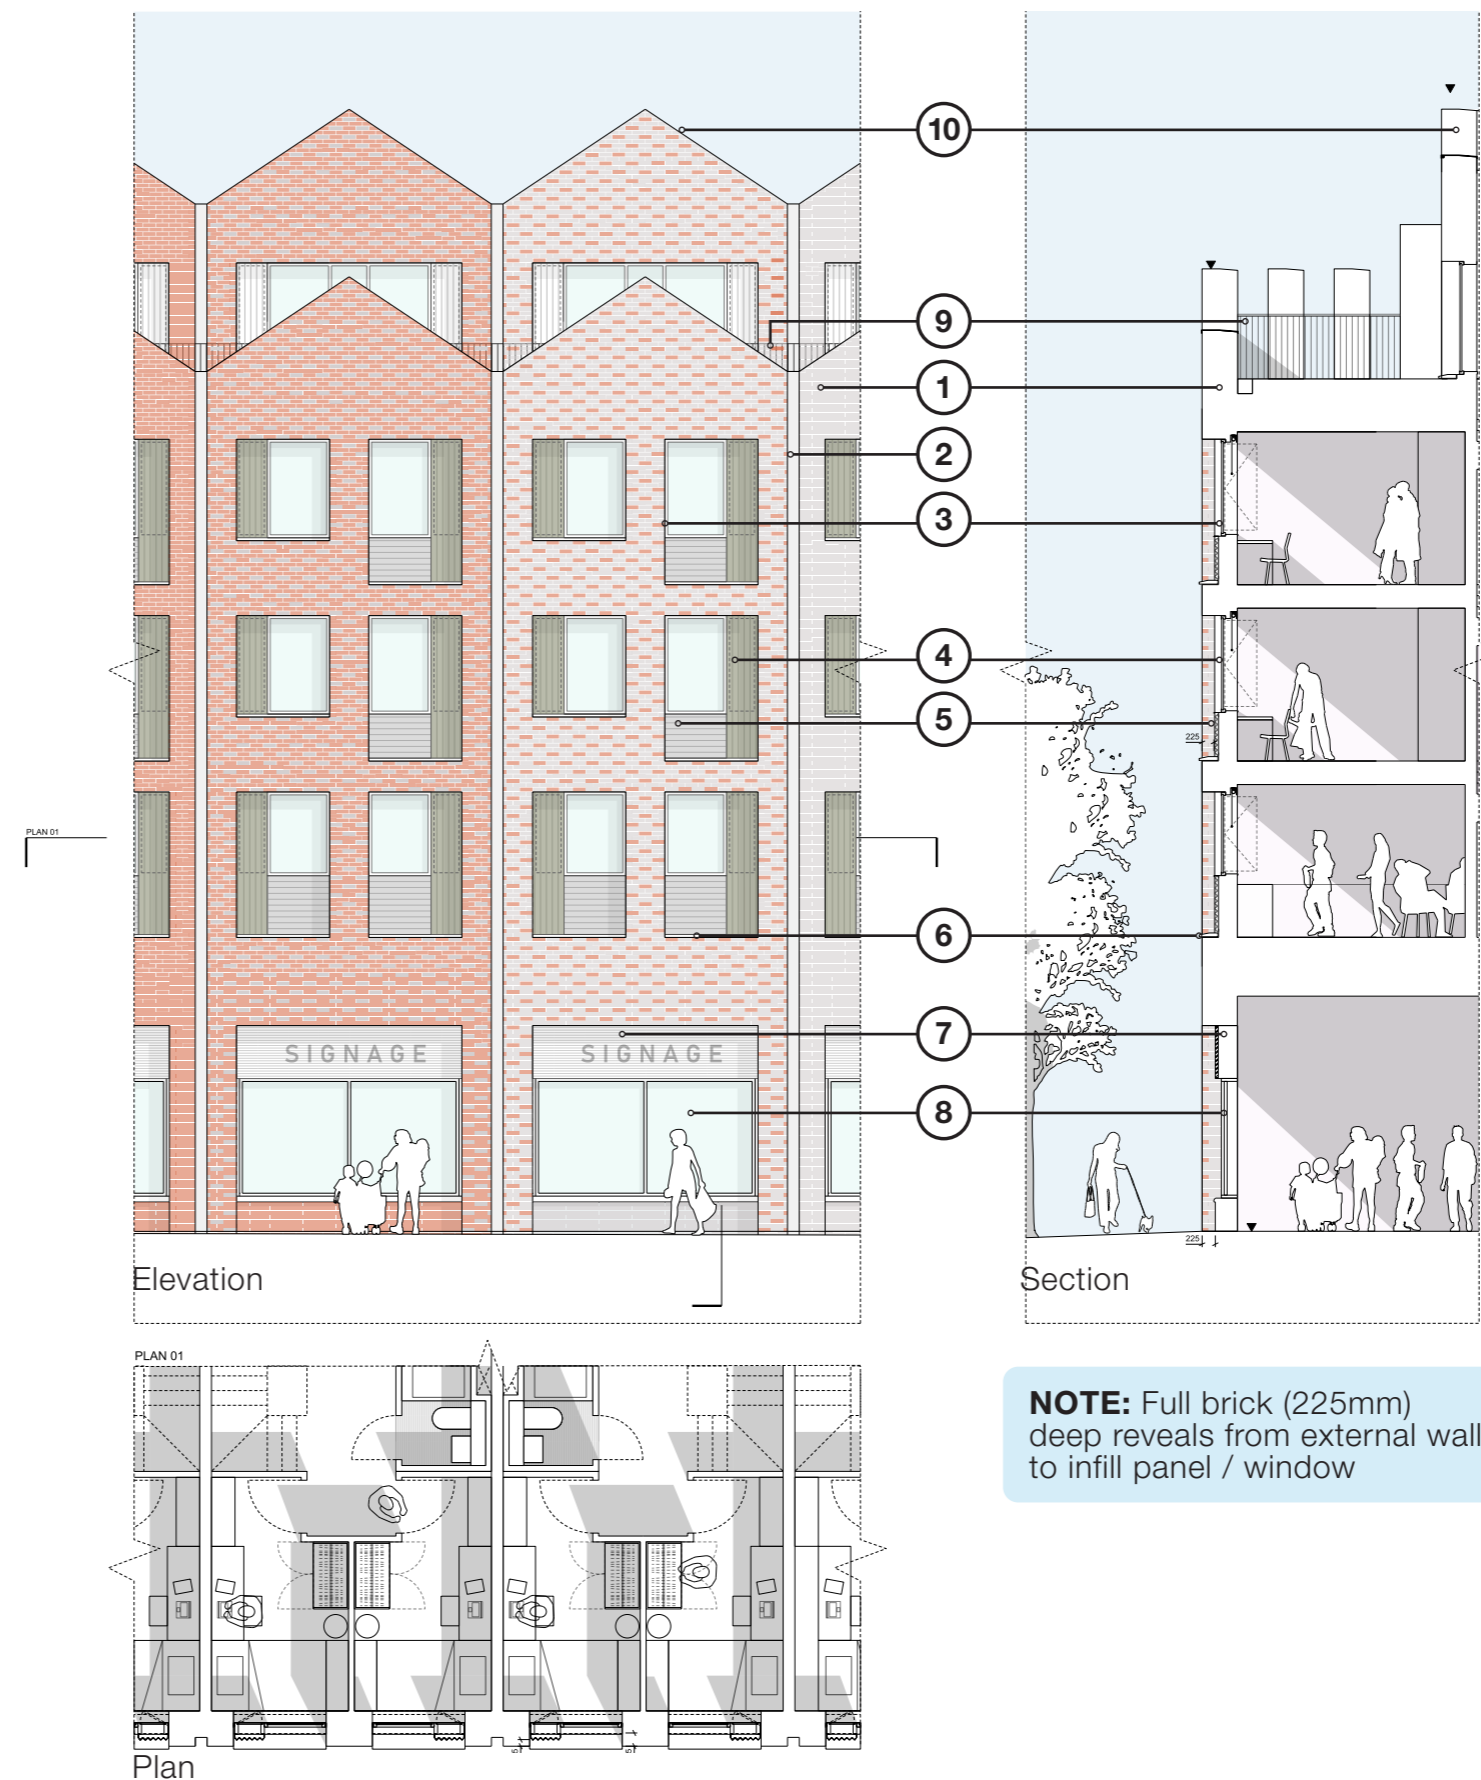 10
9
1
2
3
4
5
225
PLAN 01
6
7
SIGNAGE
SIGNAGE
8
225
Elevation
Section
PLAN 01
NOTE: Full brick (225mm)
deep reveals from external wall
to infill panel / window
Plan